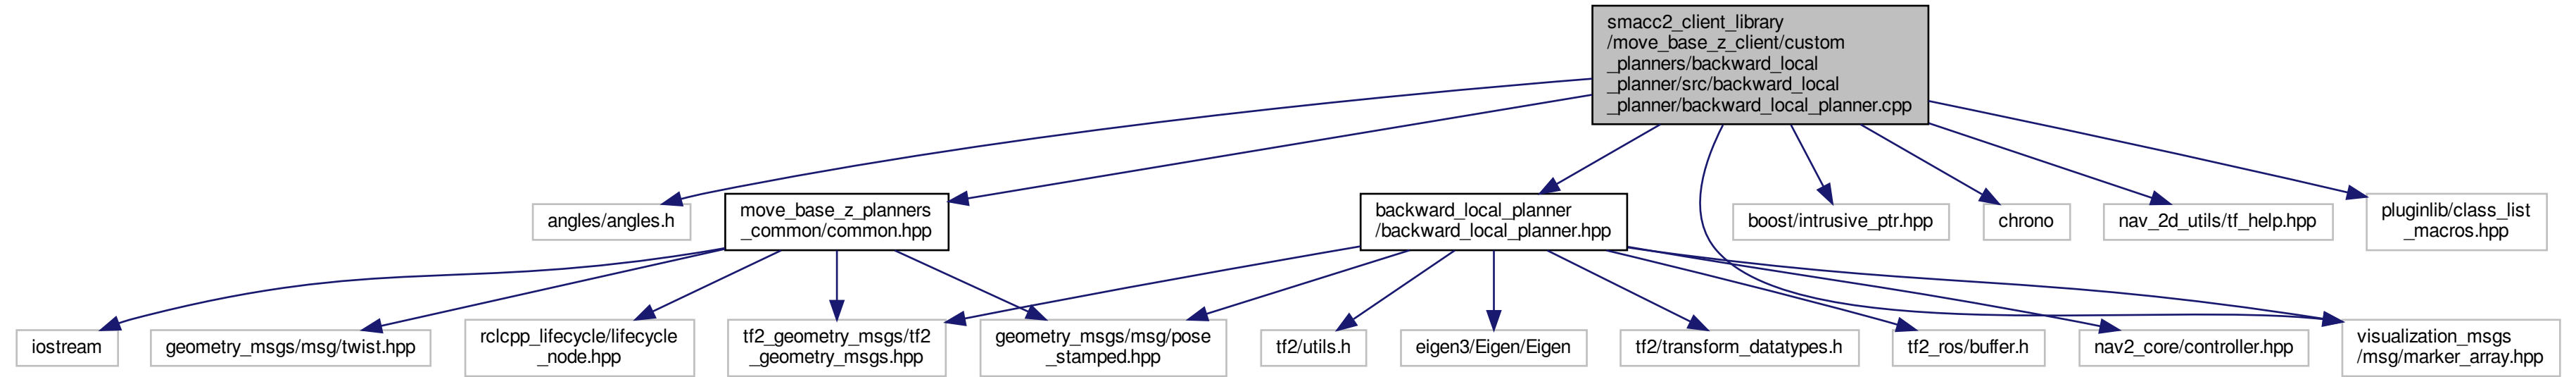 smacc2_client_library
/move_base_z_client/custom
_planners/backward_local
_planner/src/backward_local
_planner/backward_local_planner.cpp
angles/angles.h
move_base_z_planners
_common/common.hpp
backward_local_planner
/backward_local_planner.hpp
boost/intrusive_ptr.hpp
chrono
nav_2d_utils/tf_help.hpp
pluginlib/class_list
_macros.hpp
iostream
geometry_msgs/msg/twist.hpp
rclcpp_lifecycle/lifecycle
_node.hpp
tf2_geometry_msgs/tf2
_geometry_msgs.hpp
geometry_msgs/msg/pose
_stamped.hpp
tf2/utils.h
eigen3/Eigen/Eigen
tf2/transform_datatypes.h
tf2_ros/buffer.h
nav2_core/controller.hpp
visualization_msgs
/msg/marker_array.hpp